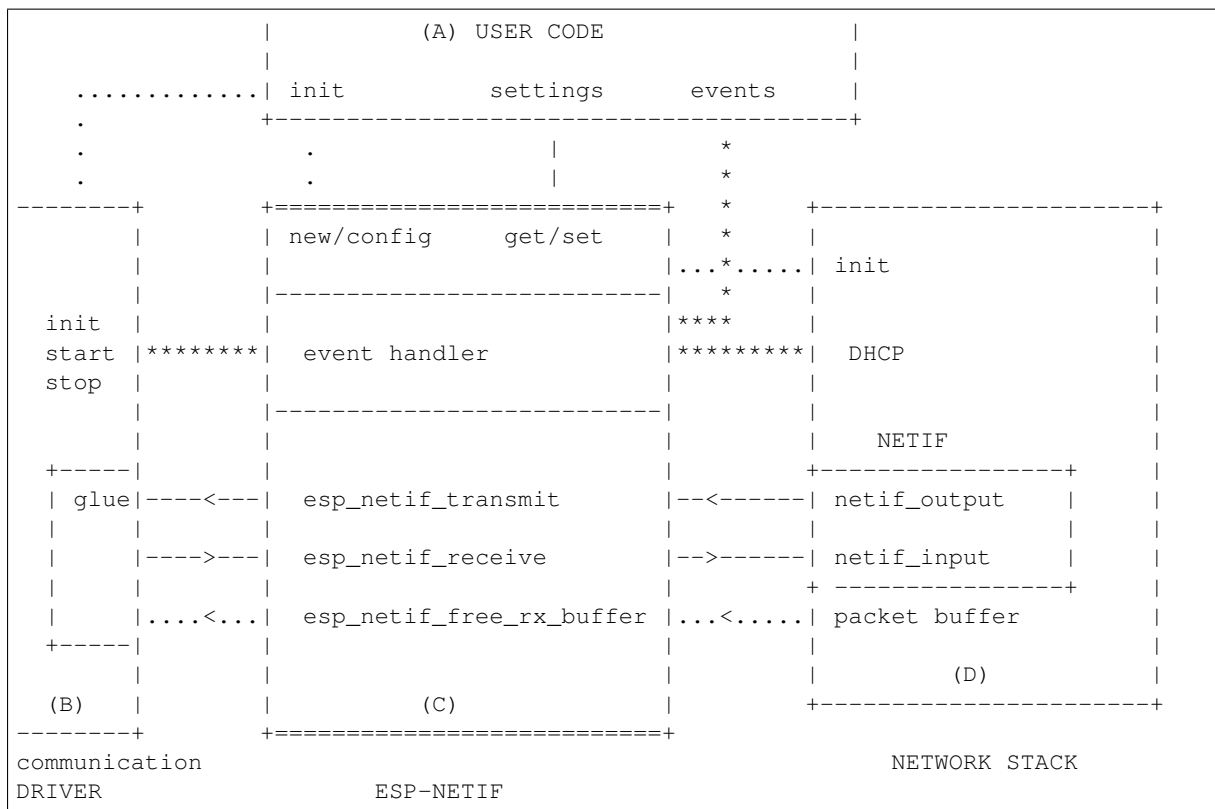 (A) USER CODE
init settings events
new/config get/set
init
init
start event handler DHCP
stop
NETIF
glue esp_netif_transmit netif_output
esp_netif_receive netif_input
esp_netif_free_rx_buffer packet buffer
(D)
(B) (C)
communication NETWORK STACK
DRIVER ESP-NETIF